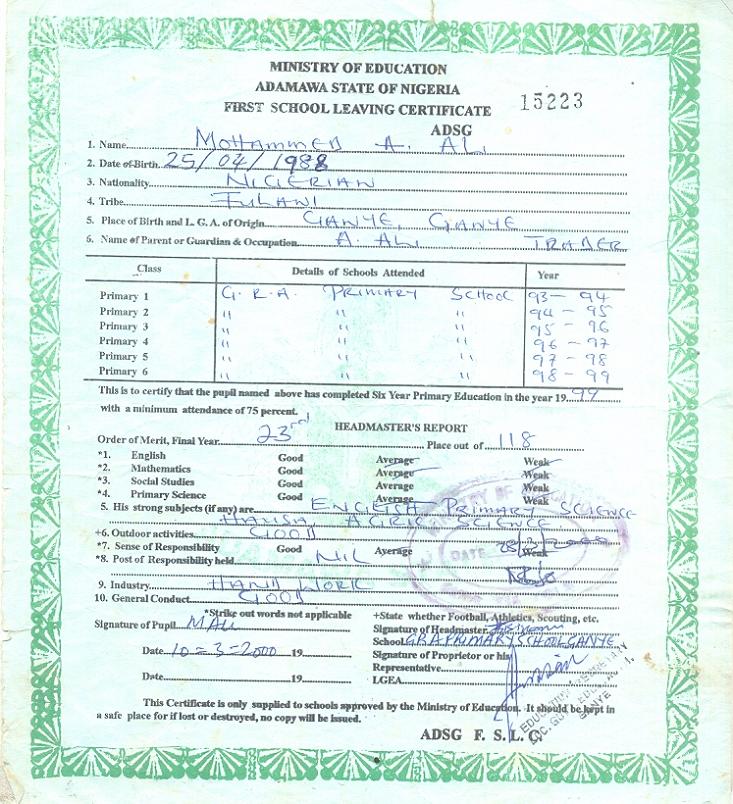 MINISTRY OF EDUCATION
ADAMAWA STATE OF NIGERIA
FIRST SCHOOL LEAVING CERTIFICATE 15223
ADSG
1. Name MOHAMMED A. ALI
2. Date of Birth. 25/04/1988
3. Nationality NIGERIAN
4. Tribe FULANI
5. Place of Birth and L. G. A. of Origin GANYE, GANYE
6. Name of Parent or Guardian & Occupation A. ALI TRADER
Class Details of Schools Attended Year
Primary 1 G. R. A. PRIMARY SCHOOL 93 - 94
Primary 2 " " " 94 - 95
Primary 3 " " " 95 - 96
Primary 4 " " " 96 - 97
Primary 5 " " " 97 - 98
Primary 6 " " " 98 - 99
This is to certify that the pupil named above has completed Six Year Primary Education in the year 19 99
with a minimum attendance of 75 percent.
HEADMASTER'S REPORT
Order of Merit, Final Year 23rd Place out of 118
*1. English Good Average Weak
*2. Mathematics Good Average Weak
*3. Social Studies Good Average Weak
*4. Primary Science Good Average Weak
5. His strong subjects (if any) are ENGLISH PRIMARY SCIENCE
HAUSA, AGRIC SCIENCE
+6. Outdoor activities GOOD
*7. Sense of Responsibility Good Average Weak
*8. Post of Responsibility held NIL
9. Industry HAND WORK
10. General Conduct GOOD
MINISTRY OF EDUCATION
DATE
*Strike out words not applicable +State whether Football, Athletics, Scouting, etc.
Signature of Pupil MALI Signature of Headmaster
School GRA PRIMARY SCHOOL GANYE
Date 10=3=2000 19 Signature of Proprietor or his
Representative
Date 19 LGEA
EDUCATION SECRETARY
LOC. GOVT. EDUC. AUT.
GANYE
This Certificate is only supplied to schools approved by the Ministry of Education. It should be kept in
a safe place for if lost or destroyed, no copy will be issued.
ADSG F. S. L. C.